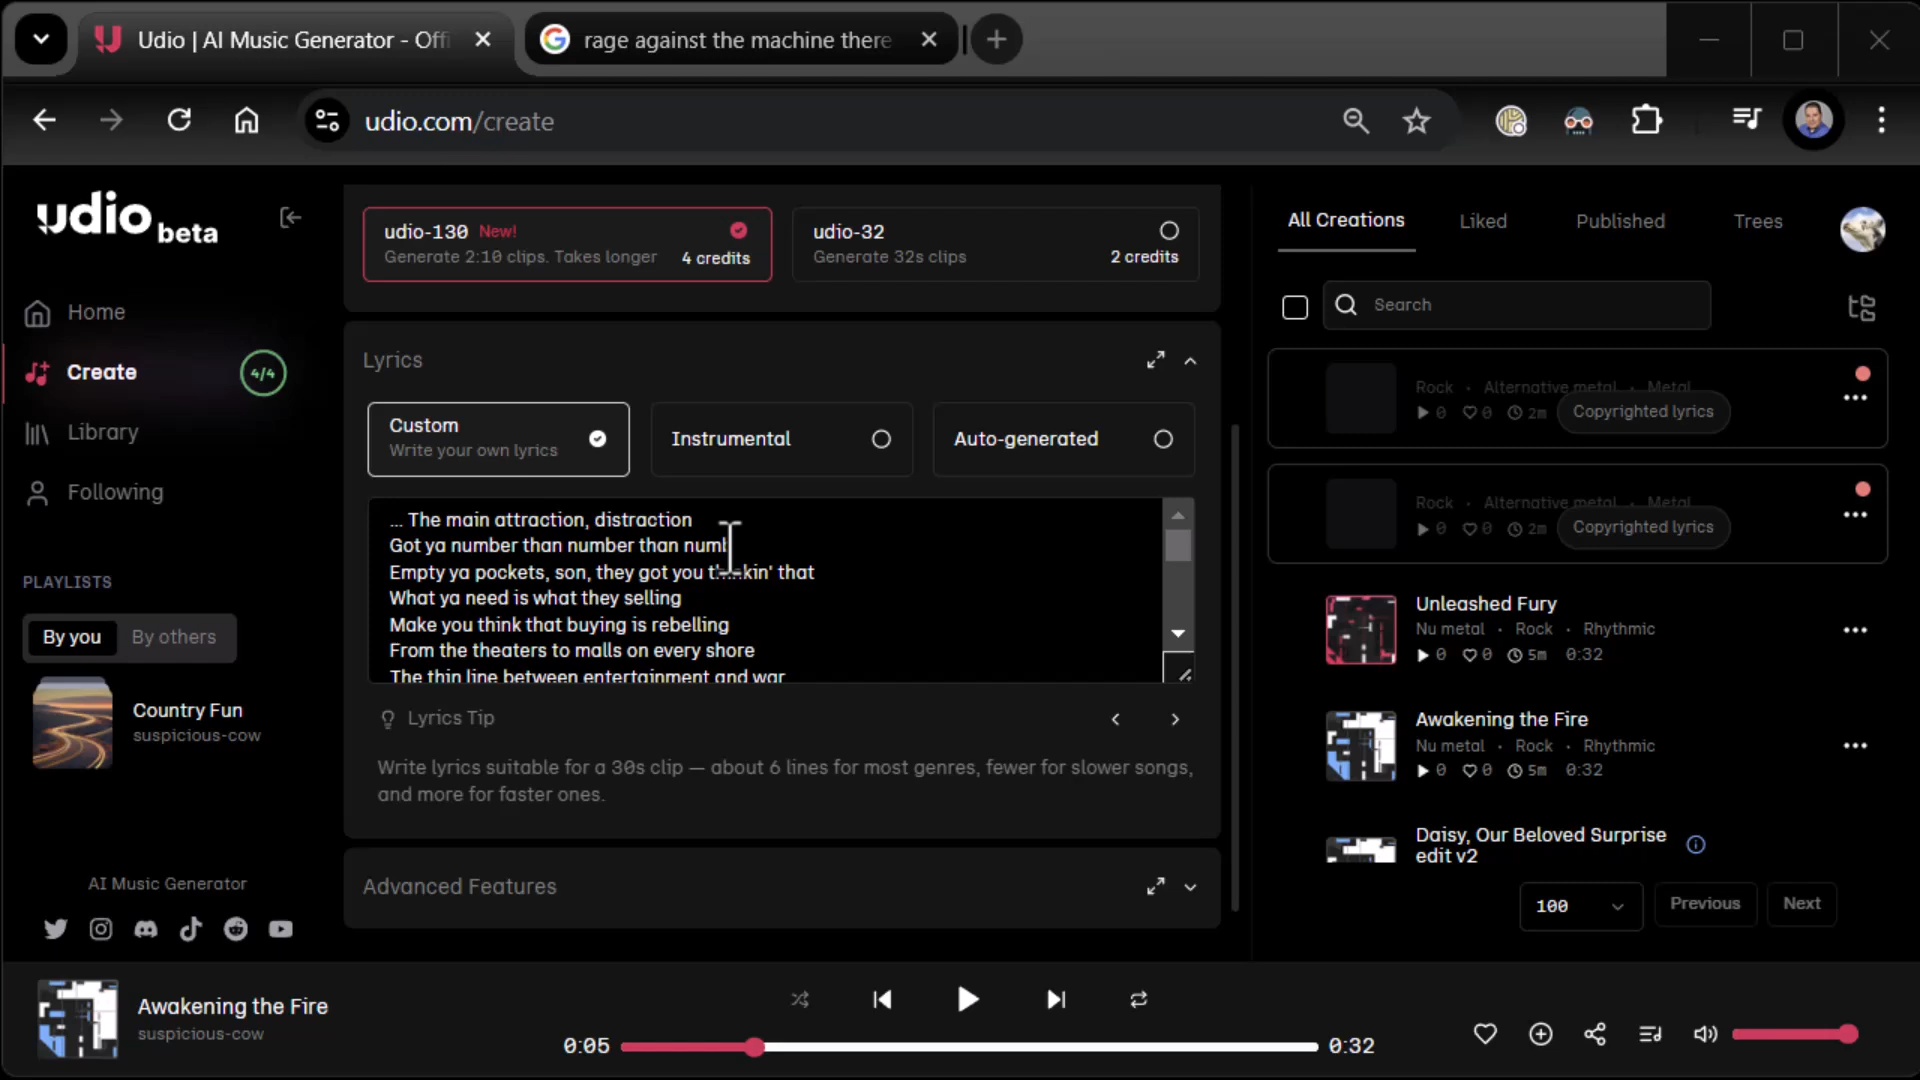 Udio | AI Music Generator - Offi
rage against the machine there
udio.com/create
udio beta
Home
Create
4/4
Library
Following
PLAYLISTS
By you
By others
Country Fun
suspicious-cow
AI Music Generator
udio-130 New!
Generate 2:10 clips. Takes longer
4 credits
udio-32
Generate 32s clips
2 credits
Lyrics
Custom
Write your own lyrics
Instrumental
Auto-generated
... The main attraction, distraction
Got ya number than number than numb
Empty ya pockets, son, they got you that
What ya need is what they selling
Make you think that buying is rebelling
From the theaters to malls on every shore
The thin line between entertainment and war
Lyrics Tip
Write lyrics suitable for a 30s clip — about 6 lines for most genres, fewer for slower songs,
and more for faster ones.
Advanced Features
All Creations
Liked
Published
Trees
Search
Rock · Alternative metal · Metal
0 0 2m
Copyrighted lyrics
Rock · Alternative metal · Metal
0 0 2m
Copyrighted lyrics
Unleashed Fury
Nu metal · Rock · Rhythmic
0 0 5m 0:32
Awakening the Fire
Nu metal · Rock · Rhythmic
0 0 5m 0:32
Daisy, Our Beloved Surprise
edit v2
100
Previous
Next
Awakening the Fire
suspicious-cow
0:05
0:32